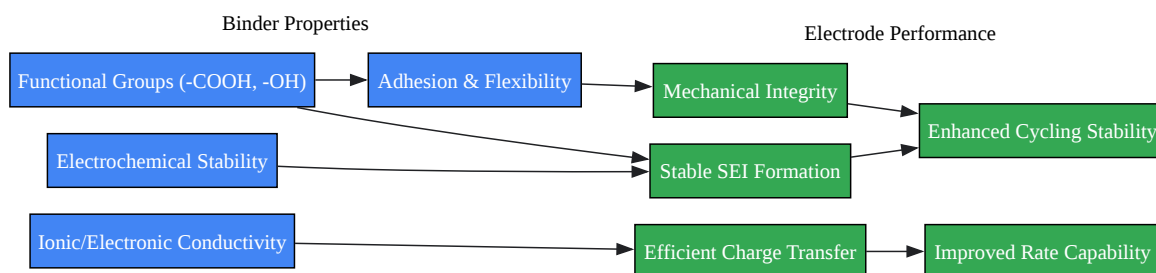 Binder Properties
Electrode Performance
Functional Groups (-COOH, -OH)
Adhesion & Flexibility
Mechanical Integrity
Enhanced Cycling Stability
Electrochemical Stability
Stable SEI Formation
Ionic/Electronic Conductivity
Efficient Charge Transfer
Improved Rate Capability